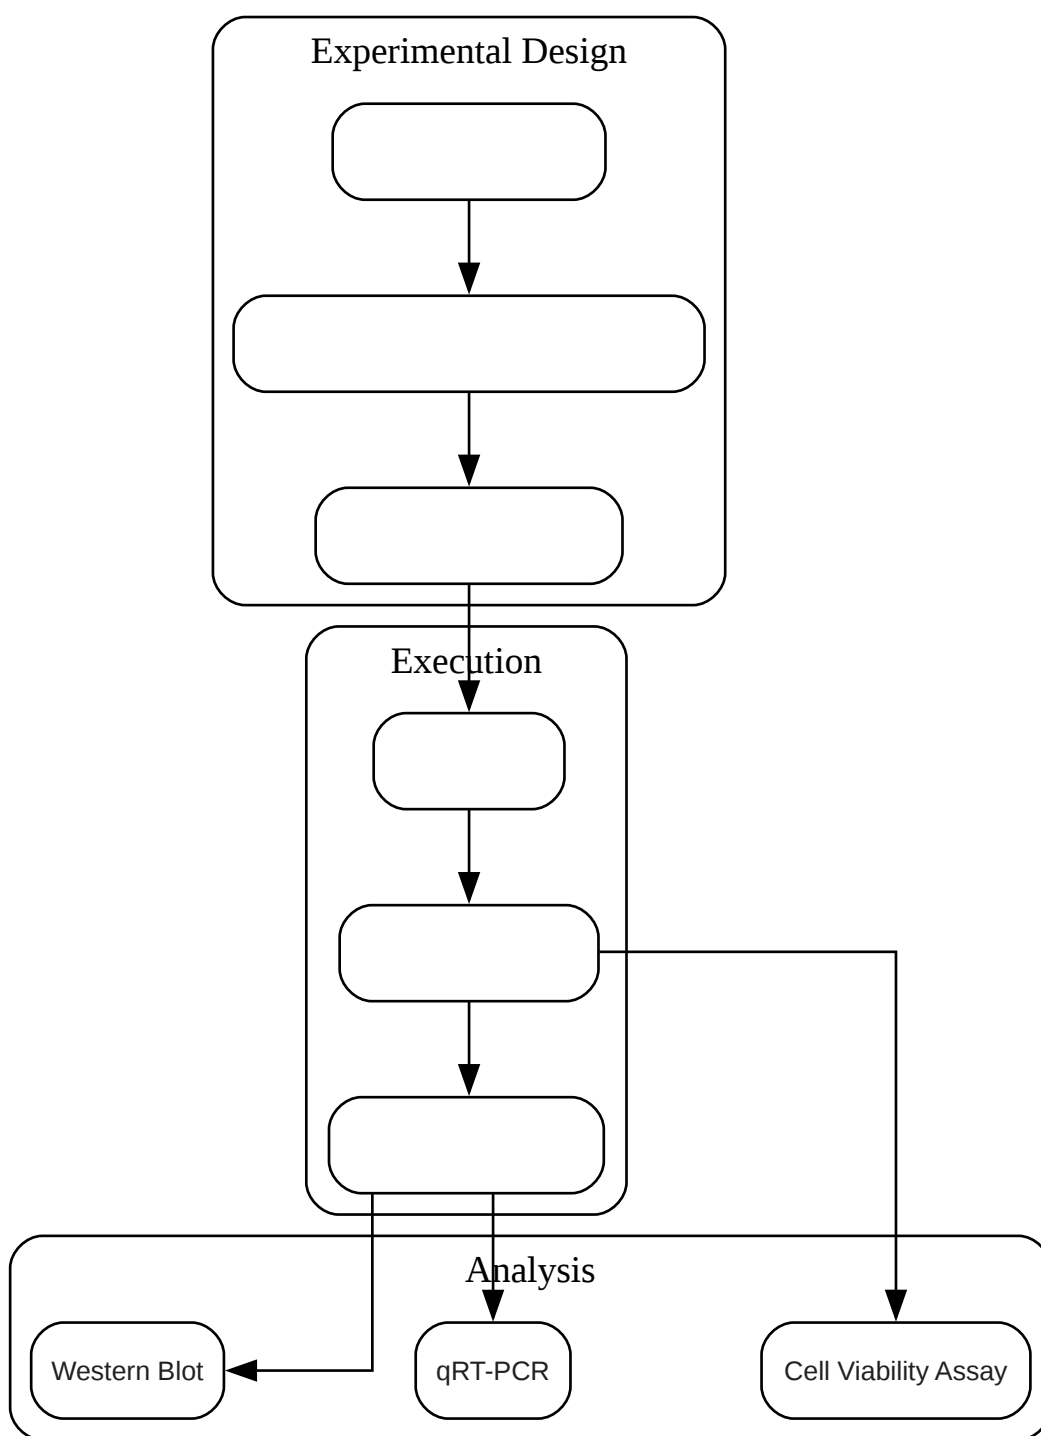 Experimental Design
Execution
Analysis
Western Blot
qRT-PCR
Cell Viability Assay